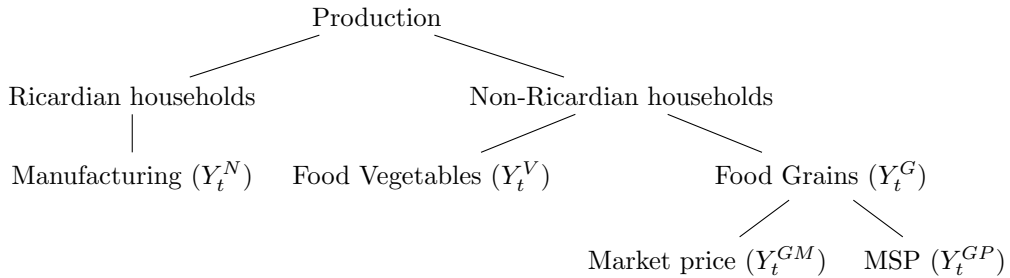 Production
Ricardian households Non-Ricardian households
Manufacturing (Y_t^N) Food Vegetables (Y_t^V) Food Grains (Y_t^G)
Market price (Y_t^{GM}) MSP (Y_t^{GP})